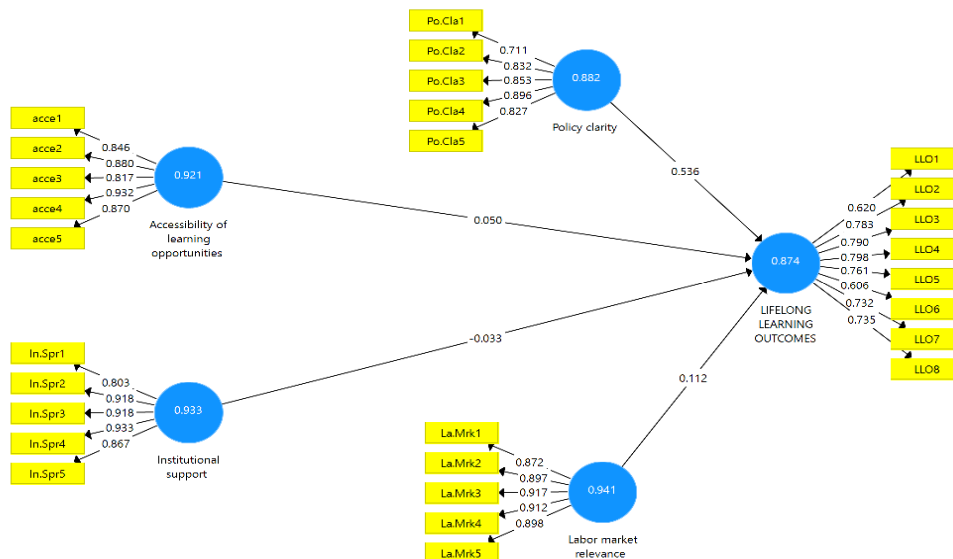 Po.Cla1
Po.Cla2
Po.Cla3
Po.Cla4
Po.Cla5
0.711
0.832
0.853
0.896
0.827
0.882
Policy clarity
0.536
acce1
acce2
acce3
acce4
acce5
0.846
0.880
0.817
0.932
0.870
0.921
Accessibility of
learning
opportunities
0.050
LLO1
LLO2
LLO3
LLO4
LLO5
LLO6
LLO7
LLO8
0.620
0.783
0.790
0.798
0.761
0.606
0.732
0.735
0.874
LIFELONG
LEARNING
OUTCOMES
In.Spr1
In.Spr2
In.Spr3
In.Spr4
In.Spr5
0.803
0.918
0.918
0.933
0.867
0.933
Institutional
support
-0.033
0.112
La.Mrk1
La.Mrk2
La.Mrk3
La.Mrk4
La.Mrk5
0.872
0.897
0.917
0.912
0.898
0.941
Labor market
relevance